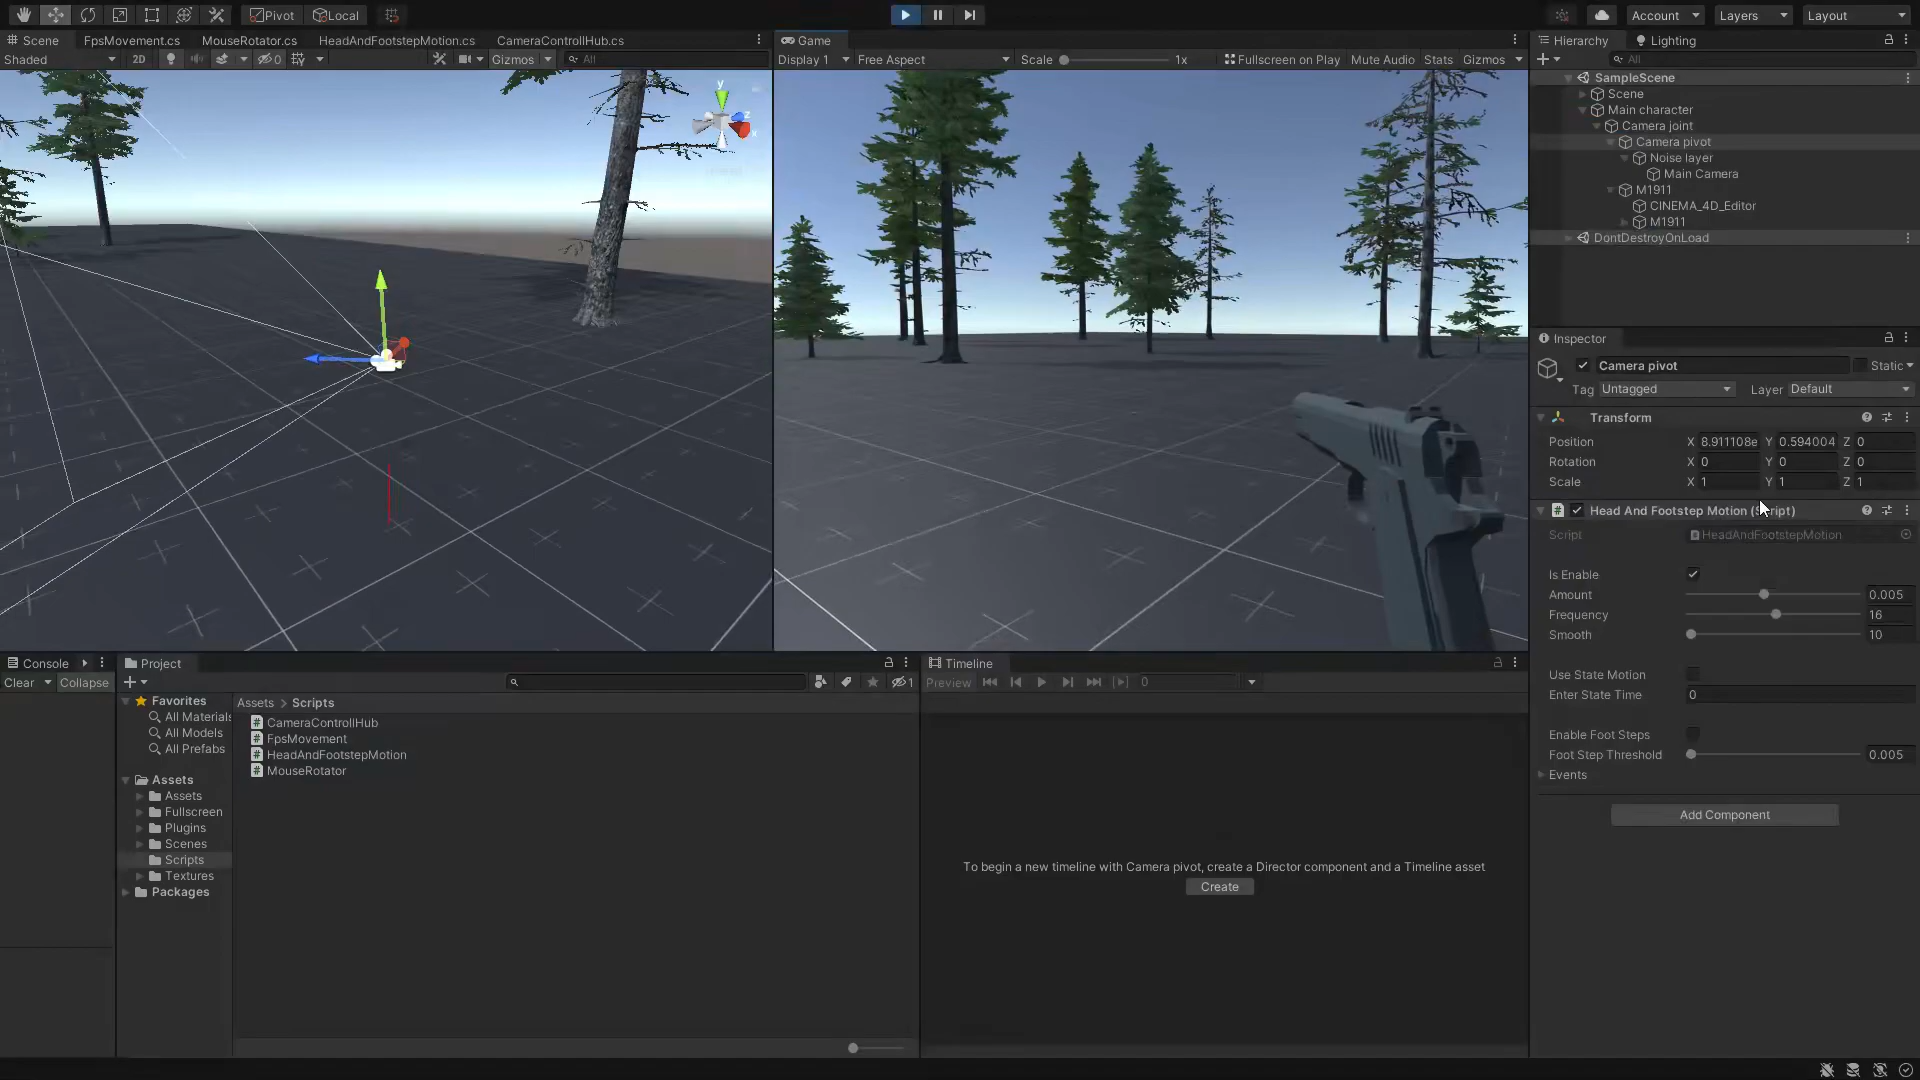 Pivot Local Account Layers Layout
Scene FpsMovement.cs MouseRotator.cs HeadAndFootstepMotion.cs CameraControllHub.cs
Shaded 2D 0 Gizmos All
y
z
x
Game
Display 1 Free Aspect Scale 1x Fullscreen on Play Mute Audio Stats Gizmos
Hierarchy Lighting
All
SampleScene
Scene
Main character
Camera joint
Camera pivot
Noise layer
Main Camera
M1911
CINEMA_4D_Editor
M1911
DontDestroyOnLoad
Inspector
Camera pivot Static
Tag Untagged Layer Default
Transform
Position X 8.911108e Y 0.594004 Z 0
Rotation X 0 Y 0 Z 0
Scale X 1 Y 1 Z 1
# Head And Footstep Motion (Script)
Script HeadAndFootstepMotion
Is Enable
Amount 0.005
Frequency 16
Smooth 10
Use State Motion
Enter State Time 0
Enable Foot Steps
Foot Step Threshold 0.005
Events
Add Component
Console
Clear Collapse
Project
1
Favorites
All Materials
All Models
All Prefabs
Assets
Assets
Fullscreen
Plugins
Scenes
Scripts
Textures
Packages
Assets > Scripts
# CameraControllHub
# FpsMovement
# HeadAndFootstepMotion
# MouseRotator
Timeline
Preview 0
To begin a new timeline with Camera pivot, create a Director component and a Timeline asset
Create